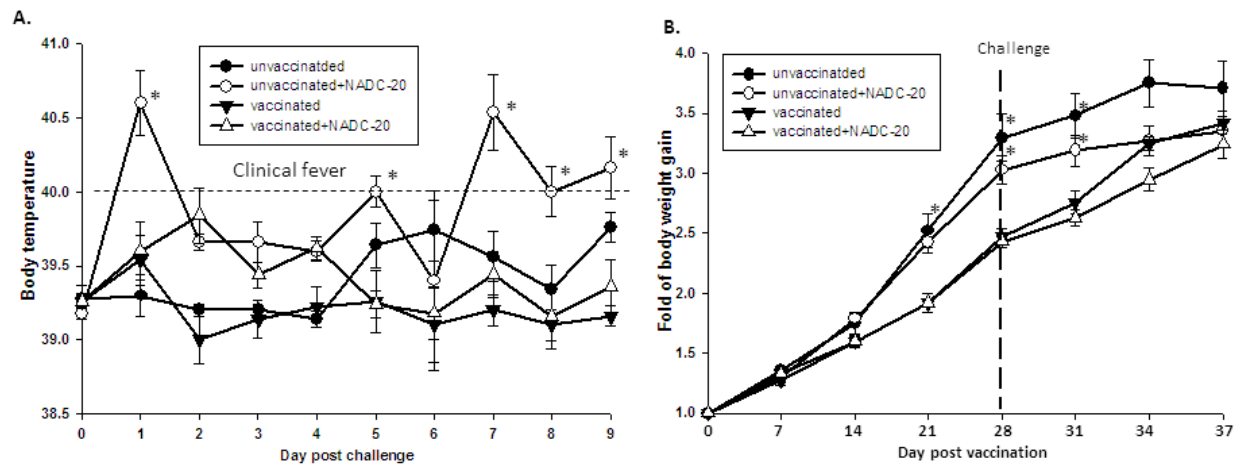 A.
41.0
40.5
40.0
39.5
39.0
38.5
Body temperature
unvaccinatded
unvaccinated+NADC-20
vaccinated
vaccinated+NADC-20
Clinical fever
*
*
*
*
*
0 1 2 3 4 5 6 7 8 9
Day post challenge
B.
Challenge
4.0
3.5
3.0
2.5
2.0
1.5
1.0
Fold of body weight gain
unvaccinatded
unvaccinated+NADC-20
vaccinated
vaccinated+NADC-20
*
*
*
*
*
0 7 14 21 28 31 34 37
Day post vaccination